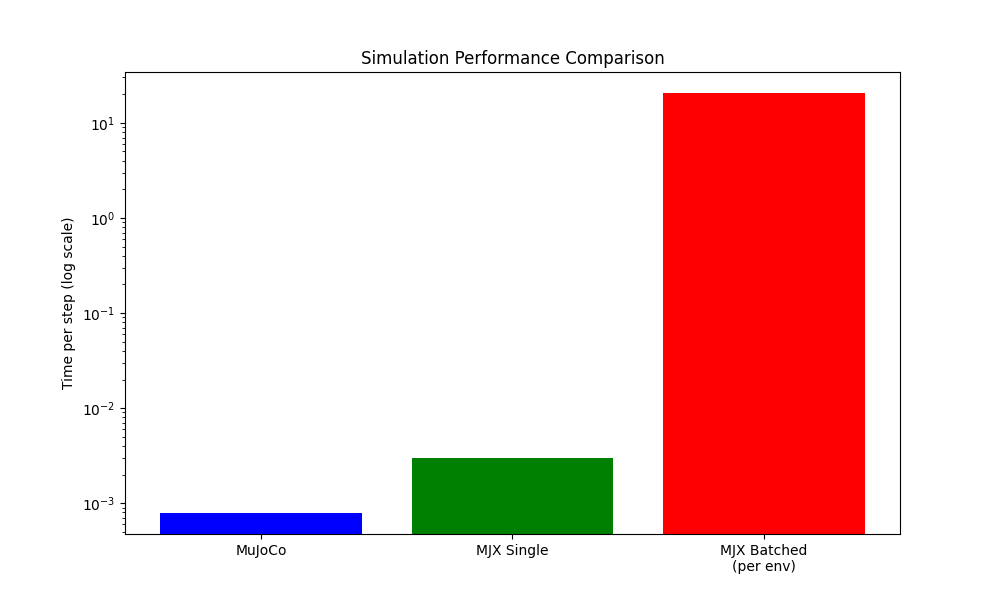 Simulation Performance Comparison
Time per step (log scale)
10¹
10⁰
10⁻¹
10⁻²
10⁻³
MuJoCo
MJX Single
MJX Batched
(per env)